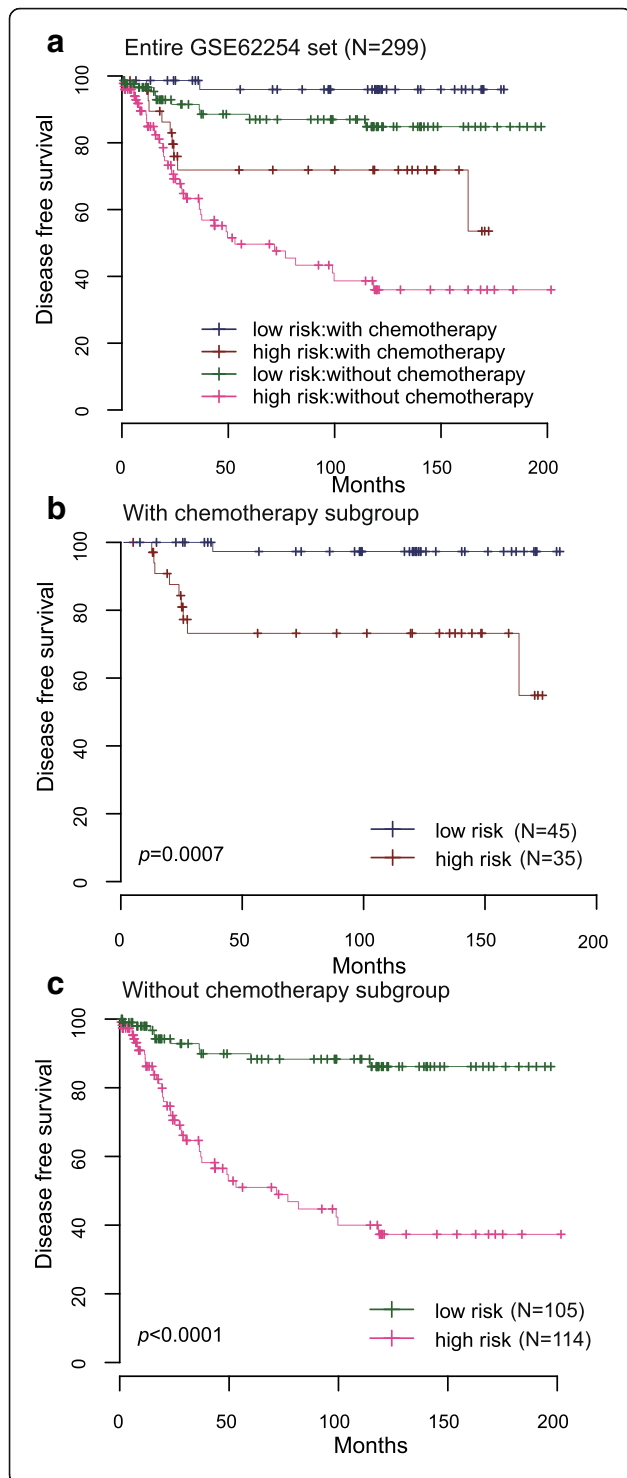 a
Entire GSE62254 set (N=299)
Disease free survival
100
80
60
40
20
0
low risk:with chemotherapy
high risk:with chemotherapy
low risk:without chemotherapy
high risk:without chemotherapy
0 50 100 150 200
Months
b
With chemotherapy subgroup
Disease free survival
100
80
60
40
20
0
low risk (N=45)
high risk (N=35)
p=0.0007
0 50 100 150 200
Months
c
Without chemotherapy subgroup
Disease free survival
100
80
60
40
20
0
low risk (N=105)
high risk (N=114)
p<0.0001
0 50 100 150 200
Months